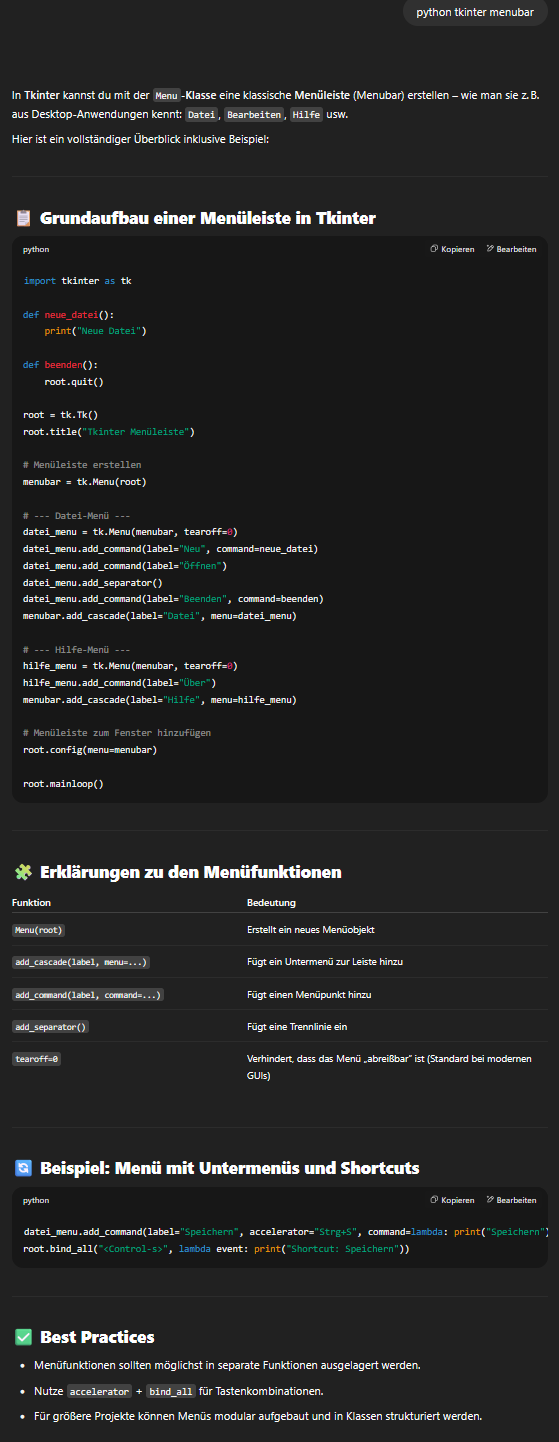 python tkinter menubar
In Tkinter kannst du mit der Menu-Klasse eine klassische Menüleiste (Menubar) erstellen – wie man sie z. B.
aus Desktop-Anwendungen kennt: Datei, Bearbeiten, Hilfe usw.
Hier ist ein vollständiger Überblick inklusive Beispiel:
Grundaufbau einer Menüleiste in Tkinter
python Kopieren Bearbeiten
import tkinter as tk
def neue_datei():
    print("Neue Datei")
def beenden():
    root.quit()
root = tk.Tk()
root.title("Tkinter Menüleiste")
# Menüleiste erstellen
menubar = tk.Menu(root)
# --- Datei-Menü ---
datei_menu = tk.Menu(menubar, tearoff=0)
datei_menu.add_command(label="Neu", command=neue_datei)
datei_menu.add_command(label="Öffnen")
datei_menu.add_separator()
datei_menu.add_command(label="Beenden", command=beenden)
menubar.add_cascade(label="Datei", menu=datei_menu)
# --- Hilfe-Menü ---
hilfe_menu = tk.Menu(menubar, tearoff=0)
hilfe_menu.add_command(label="Über")
menubar.add_cascade(label="Hilfe", menu=hilfe_menu)
# Menüleiste zum Fenster hinzufügen
root.config(menu=menubar)
root.mainloop()
Erklärungen zu den Menüfunktionen
Funktion Bedeutung
Menu(root) Erstellt ein neues Menüobjekt
add_cascade(label, menu=...) Fügt ein Untermenü zur Leiste hinzu
add_command(label, command=...) Fügt einen Menüpunkt hinzu
add_separator() Fügt eine Trennlinie ein
tearoff=0 Verhindert, dass das Menü „abreißbar“ ist (Standard bei modernen
GUIs)
Beispiel: Menü mit Untermenüs und Shortcuts
python Kopieren Bearbeiten
datei_menu.add_command(label="Speichern", accelerator="Strg+S", command=lambda: print("Speichern")
root.bind_all("<Control-s>", lambda event: print("Shortcut: Speichern"))
Best Practices
• Menüfunktionen sollten möglichst in separate Funktionen ausgelagert werden.
• Nutze accelerator + bind_all für Tastenkombinationen.
• Für größere Projekte können Menüs modular aufgebaut und in Klassen strukturiert werden.